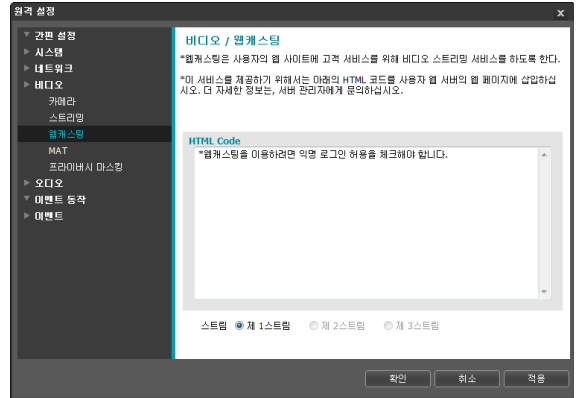 원격 설정
x
간편 설정
시스템
네트워크
비디오
카메라
스트리밍
웹캐스팅
MAT
프라이버시 마스킹
오디오
이벤트 동작
이벤트
비디오 / 웹캐스팅
*웹캐스팅은 사용자의 웹 사이트에 고객 서비스를 위해 비디오 스트리밍 서비스를 하도록 한다.
*이 서비스를 제공하기 위해서는 아래의 HTML 코드를 사용자 웹 서버의 웹 페이지에 삽입하십
시오. 더 자세한 정보는, 서버 관리자에게 문의하십시오.
HTML Code
*웹캐스팅을 이용하려면 익명 로그인 허용을 체크해야 합니다.
스트림 제 1스트림 제 2스트림 제 3스트림
확인 취소 적용